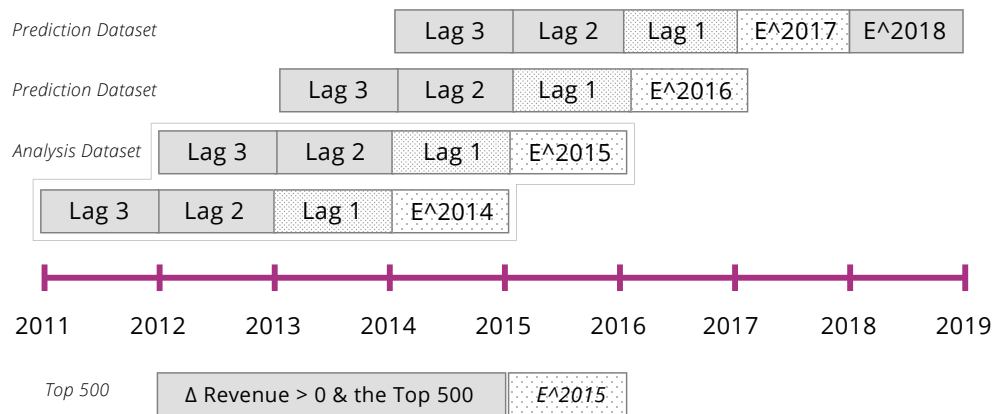 Prediction Dataset Lag 3 Lag 2 Lag 1 E^2017 E^2018
Prediction Dataset Lag 3 Lag 2 Lag 1 E^2016
Analysis Dataset Lag 3 Lag 2 Lag 1 E^2015
Lag 3 Lag 2 Lag 1 E^2014
2011 2012 2013 2014 2015 2016 2017 2018 2019
Top 500 Δ Revenue > 0 & the Top 500 E^2015